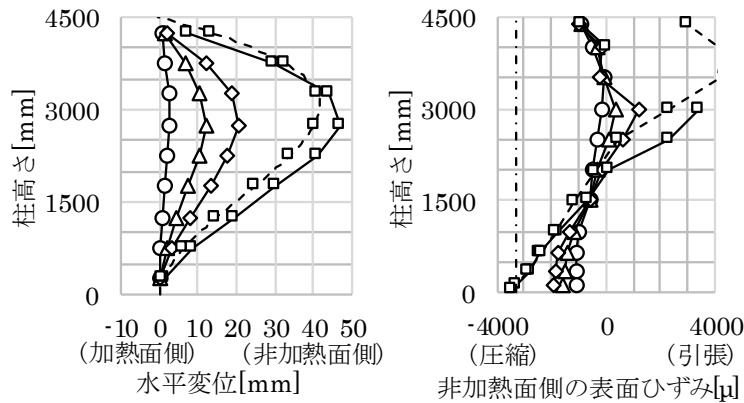 4500
3000
1500
0
柱高さ[mm]
-10 0 10 20 30 40 50
(加熱面側) (非加熱面側)
水平変位[mm]
4500
3000
1500
0
柱高さ[mm]
-4000 0 4000
(圧縮) (引張)
非加熱面側の表面ひずみ[μ]